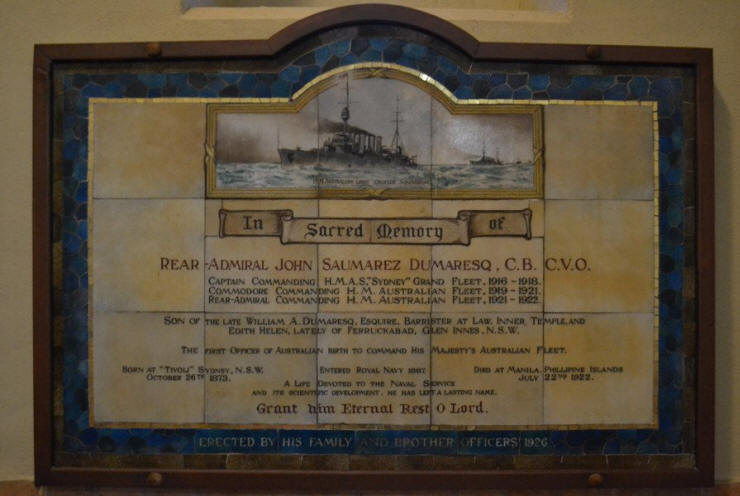 In Sacred Memory of
REAR-ADMIRAL JOHN SAUMAREZ DUMARESQ, C.B. C.V.O.
CAPTAIN COMMANDING H.M.A.S. "SYDNEY" GRAND FLEET, 1916-1918.
COMMODORE COMMANDING H.M. AUSTRALIAN FLEET, 1919-1921.
REAR-ADMIRAL COMMANDING H.M. AUSTRALIAN FLEET, 1921-1922.
SON OF THE LATE WILLIAM A. DUMARESQ, ESQUIRE, BARRISTER AT LAW, INNER TEMPLE, AND
EDITH HELEN, LATELY OF FERRUCKABAD, GLEN INNES, N.S.W.
THE FIRST OFFICER OF AUSTRALIAN BIRTH TO COMMAND HIS MAJESTY'S AUSTRALIAN FLEET.
BORN AT "TIVOLI" SYDNEY, N.S.W. ENTERED ROYAL NAVY DIED AT MANILA PHILLIPINE ISLANDS
OCTOBER 26TH 1873. JULY 22ND 1922.
A LIFE DEVOTED TO THE NAVAL SERVICE
AND ITS SCIENTIFIC DEVELOPMENT. HE HAS LEFT A LASTING NAME.
Grant him Eternal Rest O Lord.
ERECTED BY HIS FAMILY AND BROTHER OFFICERS 1926